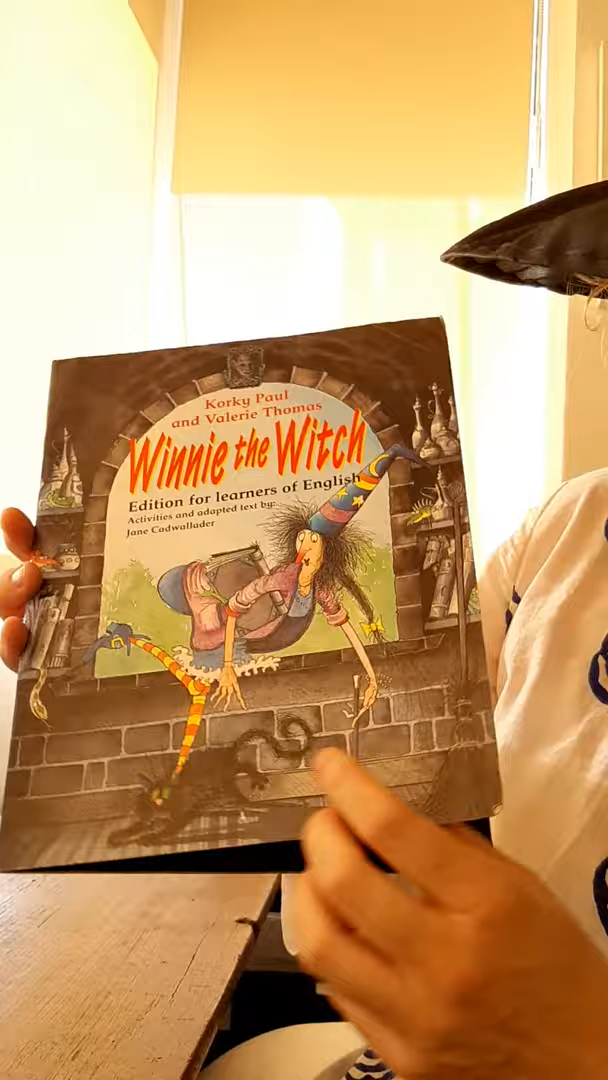 Korky Paul
and Valerie Thomas
Winnie the Witch
Edition for learners of English
Activities and adapted text by:
Jane Cadwallader